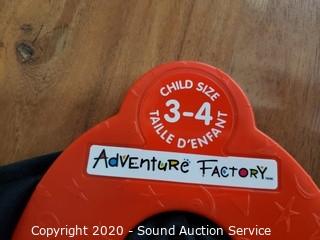 CHILD SIZE
3-4
TAILLE D'ENFANT
ADVENTURE FACTORY
Copyright 2020 - Sound Auction Service